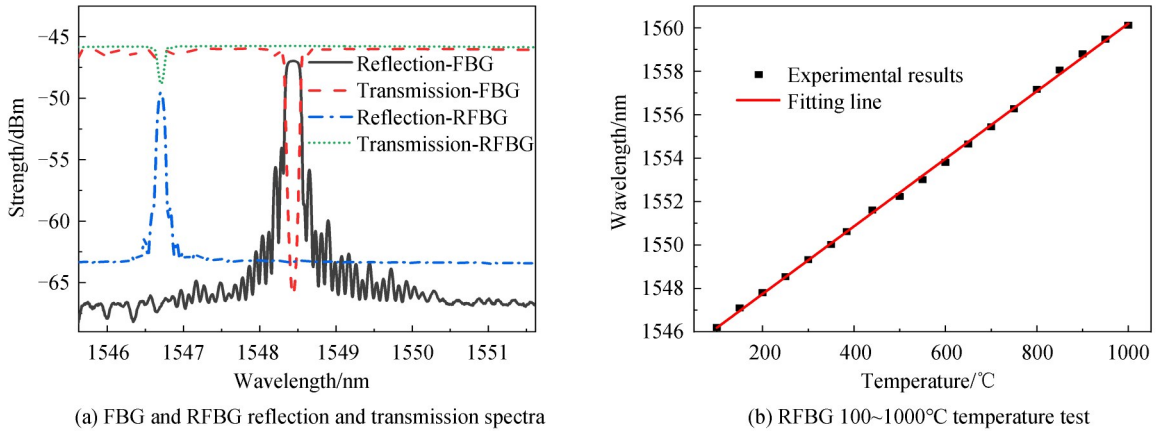 −45
−50
−55
−60
−65
Strength/dBm
Reflection-FBG
Transmission-FBG
Reflection-RFBG
Transmission-RFBG
1546 1547 1548 1549 1550 1551
Wavelength/nm
(a) FBG and RFBG reflection and transmission spectra
1560
1558
1556
1554
1552
1550
1548
1546
Wavelength/nm
Experimental results
Fitting line
200 400 600 800 1000
Temperature/℃
(b) RFBG 100~1000℃ temperature test